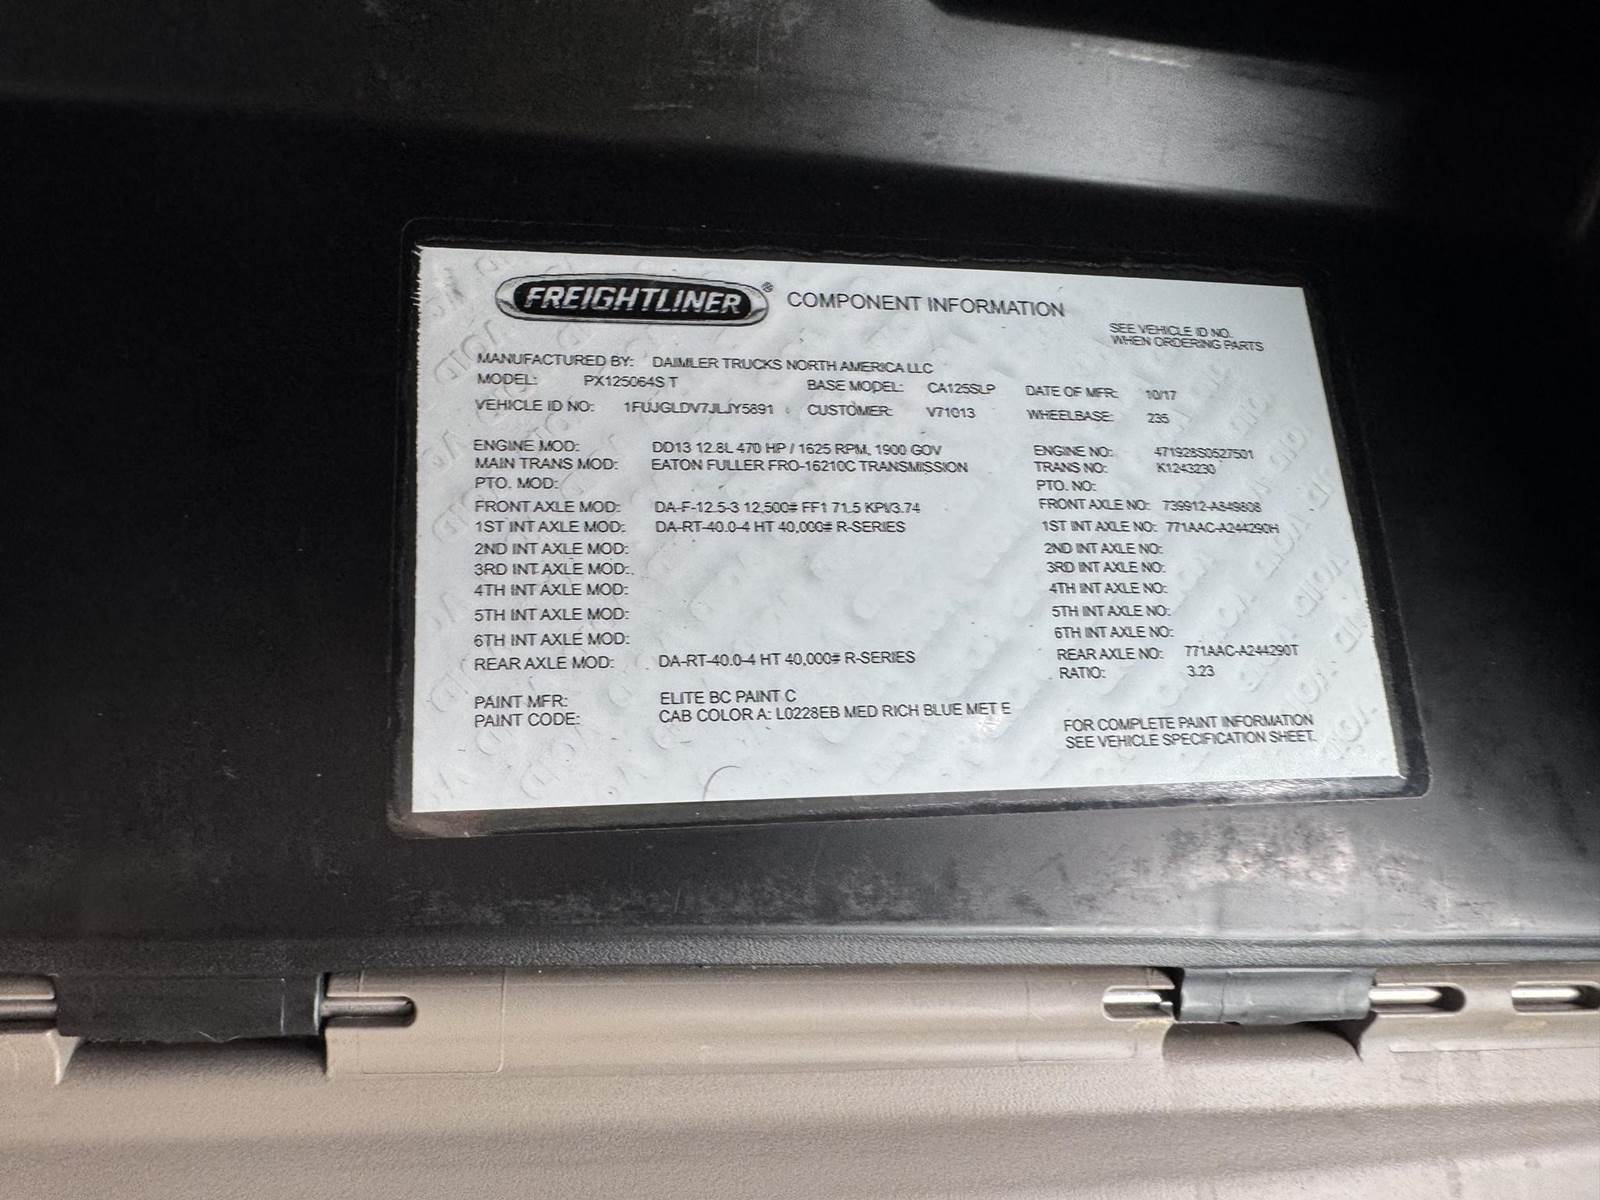 FREIGHTLINER® COMPONENT INFORMATION
SEE VEHICLE ID NO.
WHEN ORDERING PARTS
MANUFACTURED BY: DAIMLER TRUCKS NORTH AMERICA LLC
MODEL: PX125064S T BASE MODEL: CA125SLP DATE OF MFR: 10/17
VEHICLE ID NO: 1FUJGLDV7JLJY5891 CUSTOMER: V71013 WHEELBASE: 235
ENGINE MOD: DD13 12.8L 470 HP / 1625 RPM, 1900 GOV ENGINE NO: 471928S0527501
MAIN TRANS MOD: EATON FULLER FRO-16210C TRANSMISSION TRANS NO: K1243230
PTO. MOD: PTO. NO:
FRONT AXLE MOD: DA-F-12.5-3 12,500# FF1 71.5 KPI/3.74 FRONT AXLE NO: 739912-A849808
1ST INT AXLE MOD: DA-RT-40.0-4 HT 40,000# R-SERIES 1ST INT AXLE NO: 771AAC-A244290H
2ND INT AXLE MOD: 2ND INT AXLE NO:
3RD INT AXLE MOD: 3RD INT AXLE NO:
4TH INT AXLE MOD: 4TH INT AXLE NO:
5TH INT AXLE MOD: 5TH INT AXLE NO:
6TH INT AXLE MOD: 6TH INT AXLE NO:
REAR AXLE MOD: DA-RT-40.0-4 HT 40,000# R-SERIES REAR AXLE NO: 771AAC-A244290T
RATIO: 3.23
PAINT MFR: ELITE BC PAINT C
PAINT CODE: CAB COLOR A: L0228EB MED RICH BLUE MET E
FOR COMPLETE PAINT INFORMATION
SEE VEHICLE SPECIFICATION SHEET.